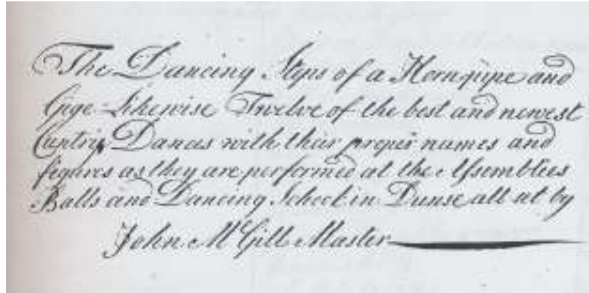 The Dancing Steps of a Hornpipe and
Gige. Likewise Twelve of the best and newest
Cuntrip Dances with their proper names and
figures as they are performed at the Assemblies
Balls and Dancing School in Dunse all set by
John McGill Master